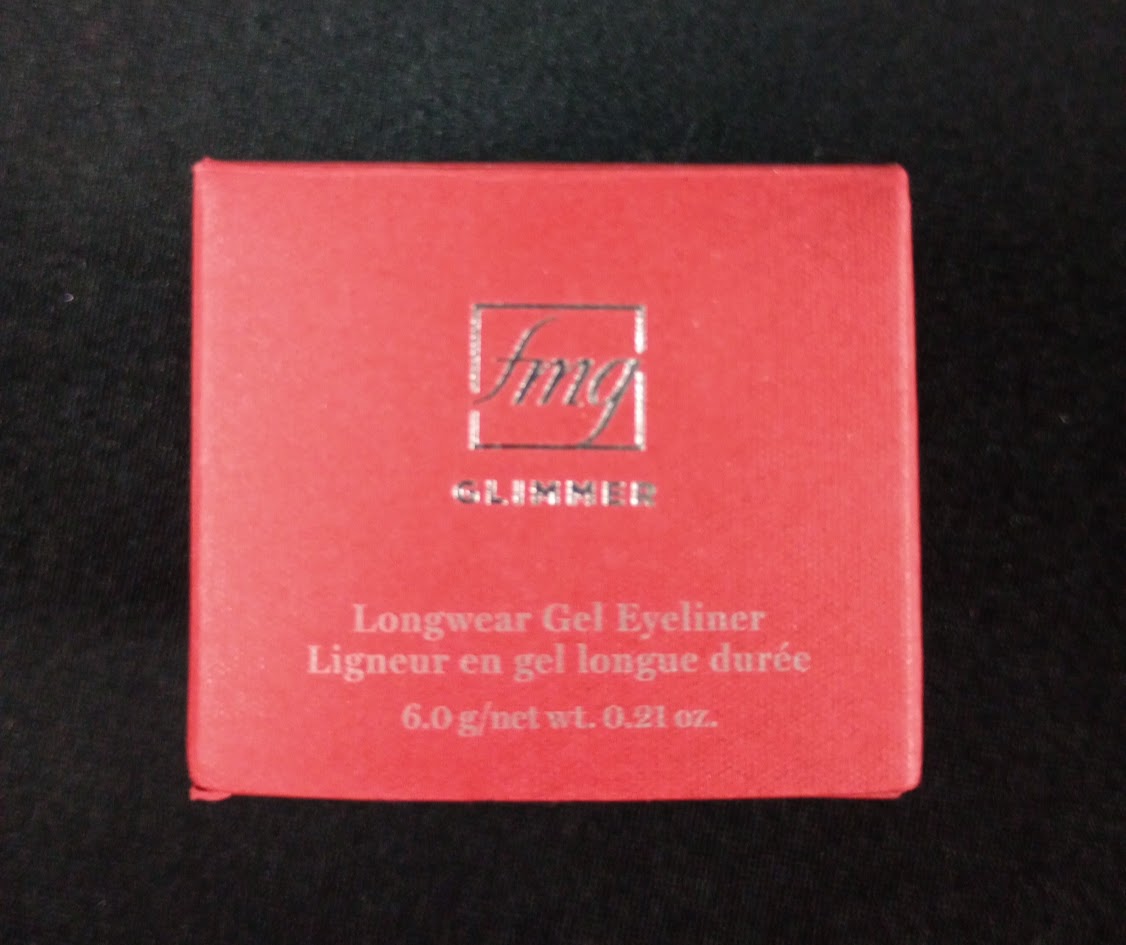 fmg
GLIMMER
Longwear Gel Eyeliner
Ligneur en gel longue durée
6.0 g/net wt. 0.21 oz.